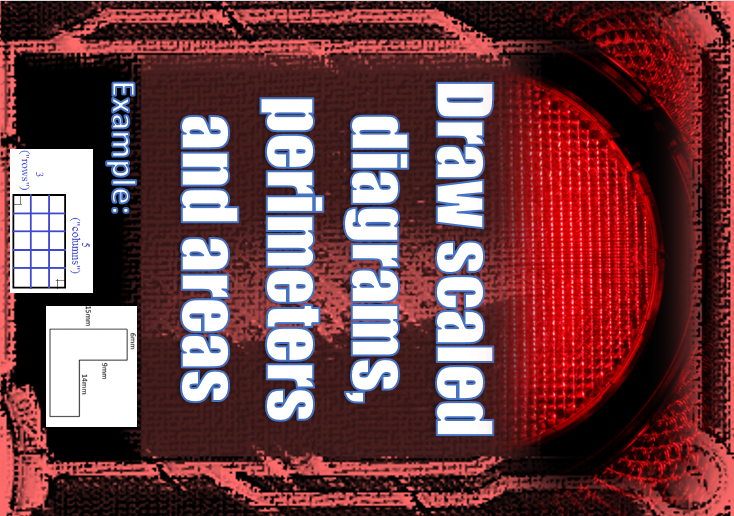 Draw scaled
diagrams,
perimeters
and areas
Example:
5
("columns")
3
("rows")
6mm
9mm
15mm
14mm